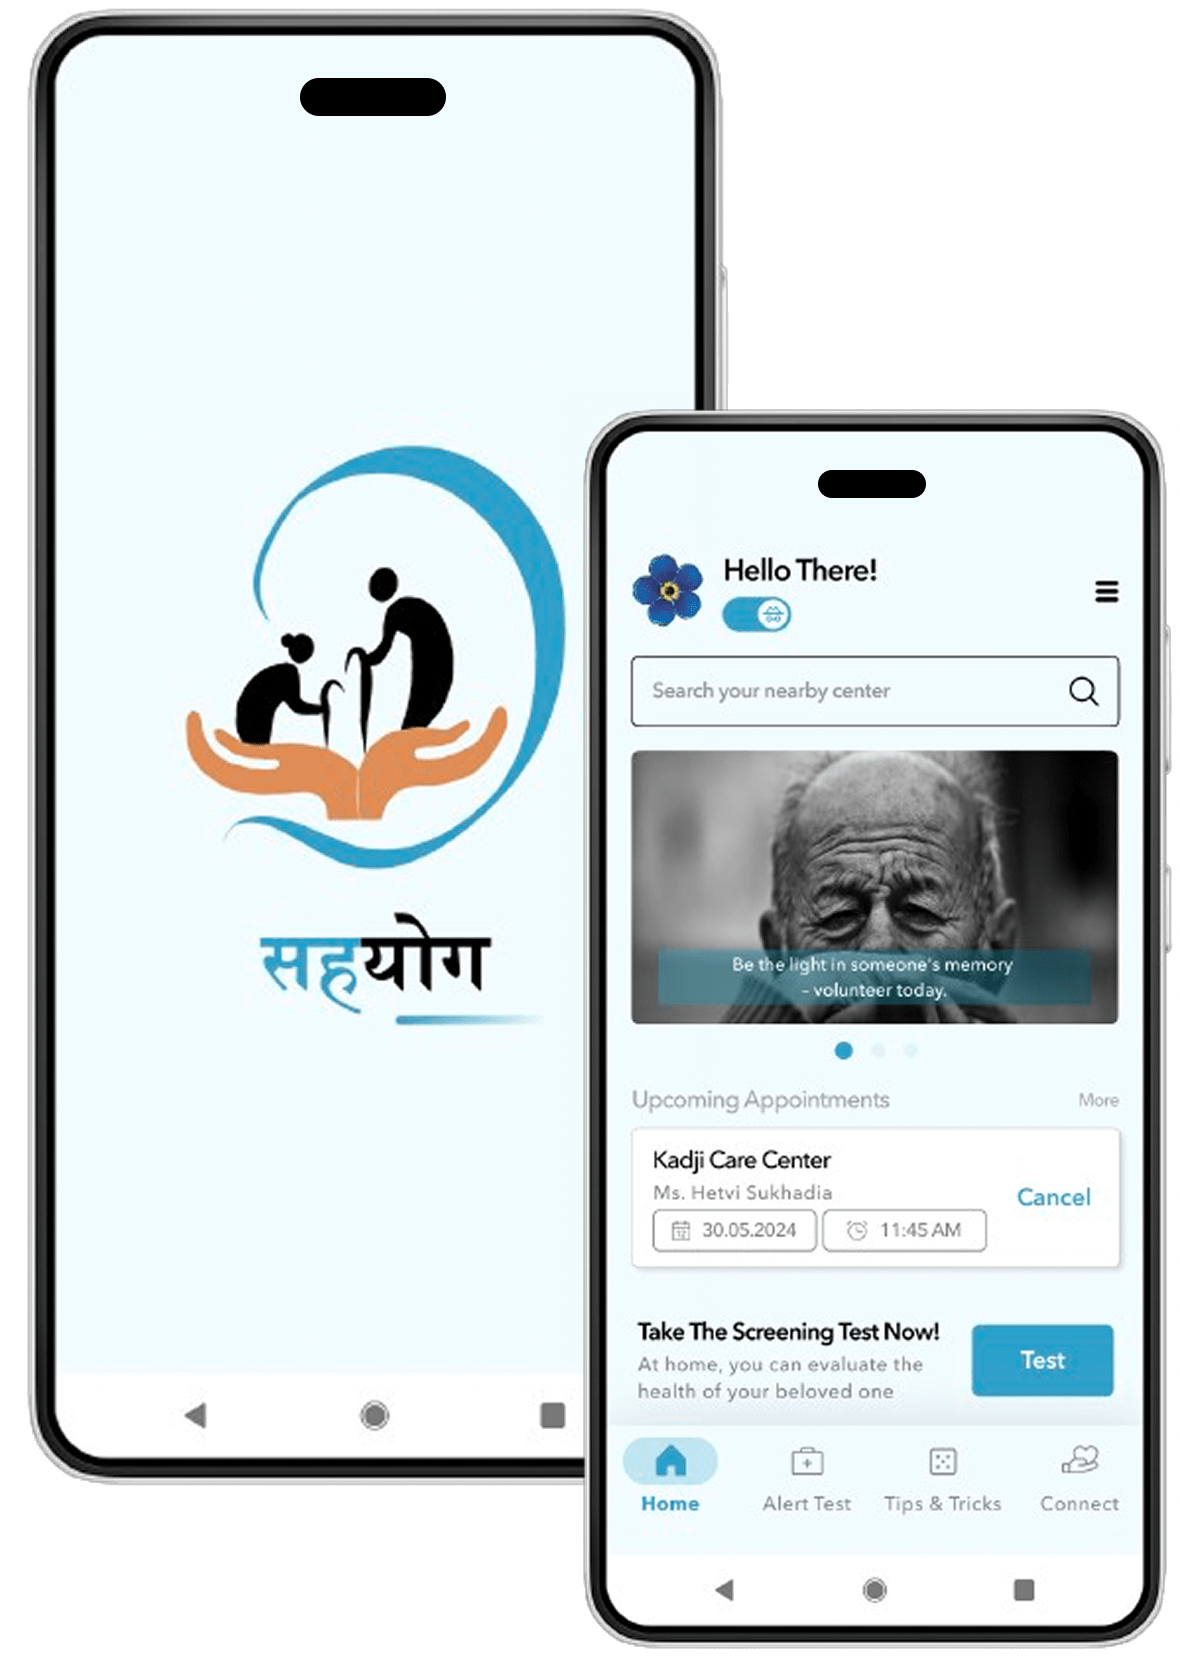 सहयोग
Hello There!
Search your nearby center
Be the light in someone's memory
– volunteer today.
Upcoming Appointments
More
Kadji Care Center
Ms. Hetvi Sukhadia
Cancel
30.05.2024
11:45 AM
Take The Screening Test Now!
At home, you can evaluate the
health of your beloved one
Test
Home
Alert Test
Tips & Tricks
Connect